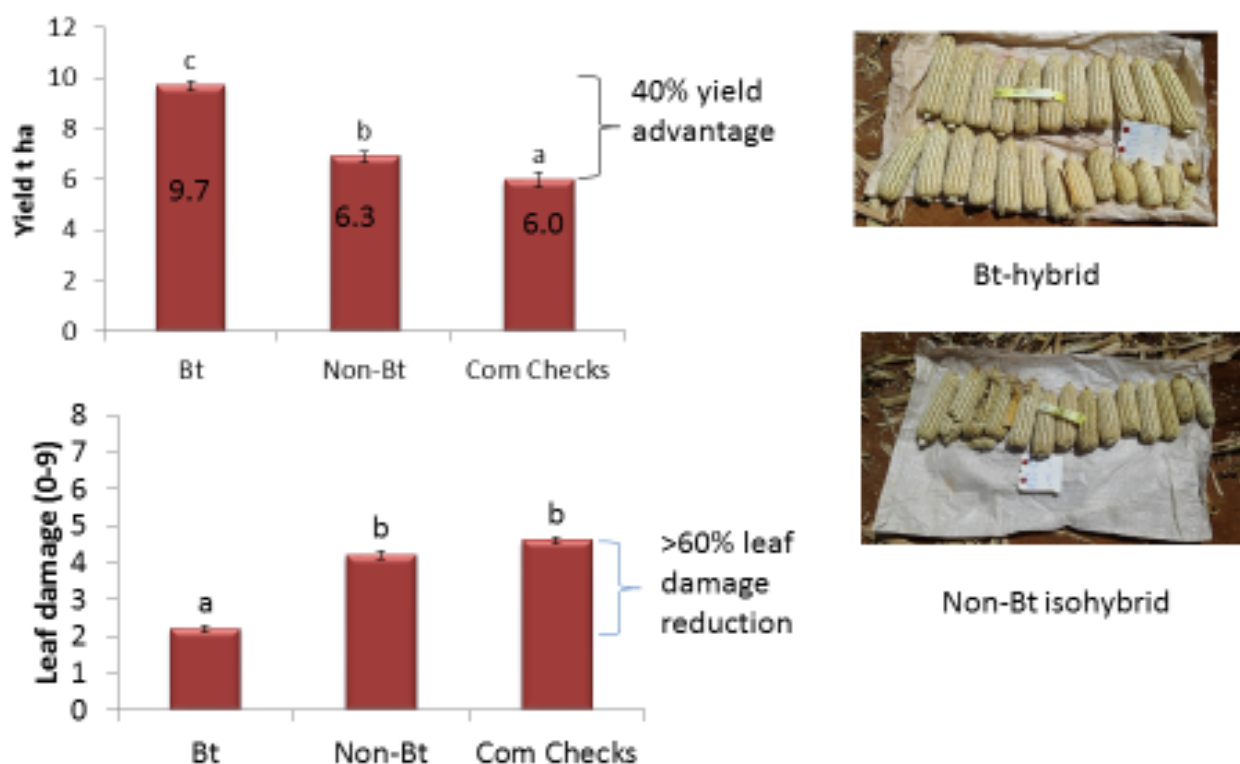 12
10
8
6
4
2
0
Yield t ha
c
b
a
9.7
6.3
6.0
40% yield
advantage
Bt
Non-Bt
Com Checks
Bt-hybrid
8
7
6
5
4
3
2
1
0
Leaf damage (0-9)
a
b
b
>60% leaf
damage
reduction
Bt
Non-Bt
Com Checks
Non-Bt isohybrid